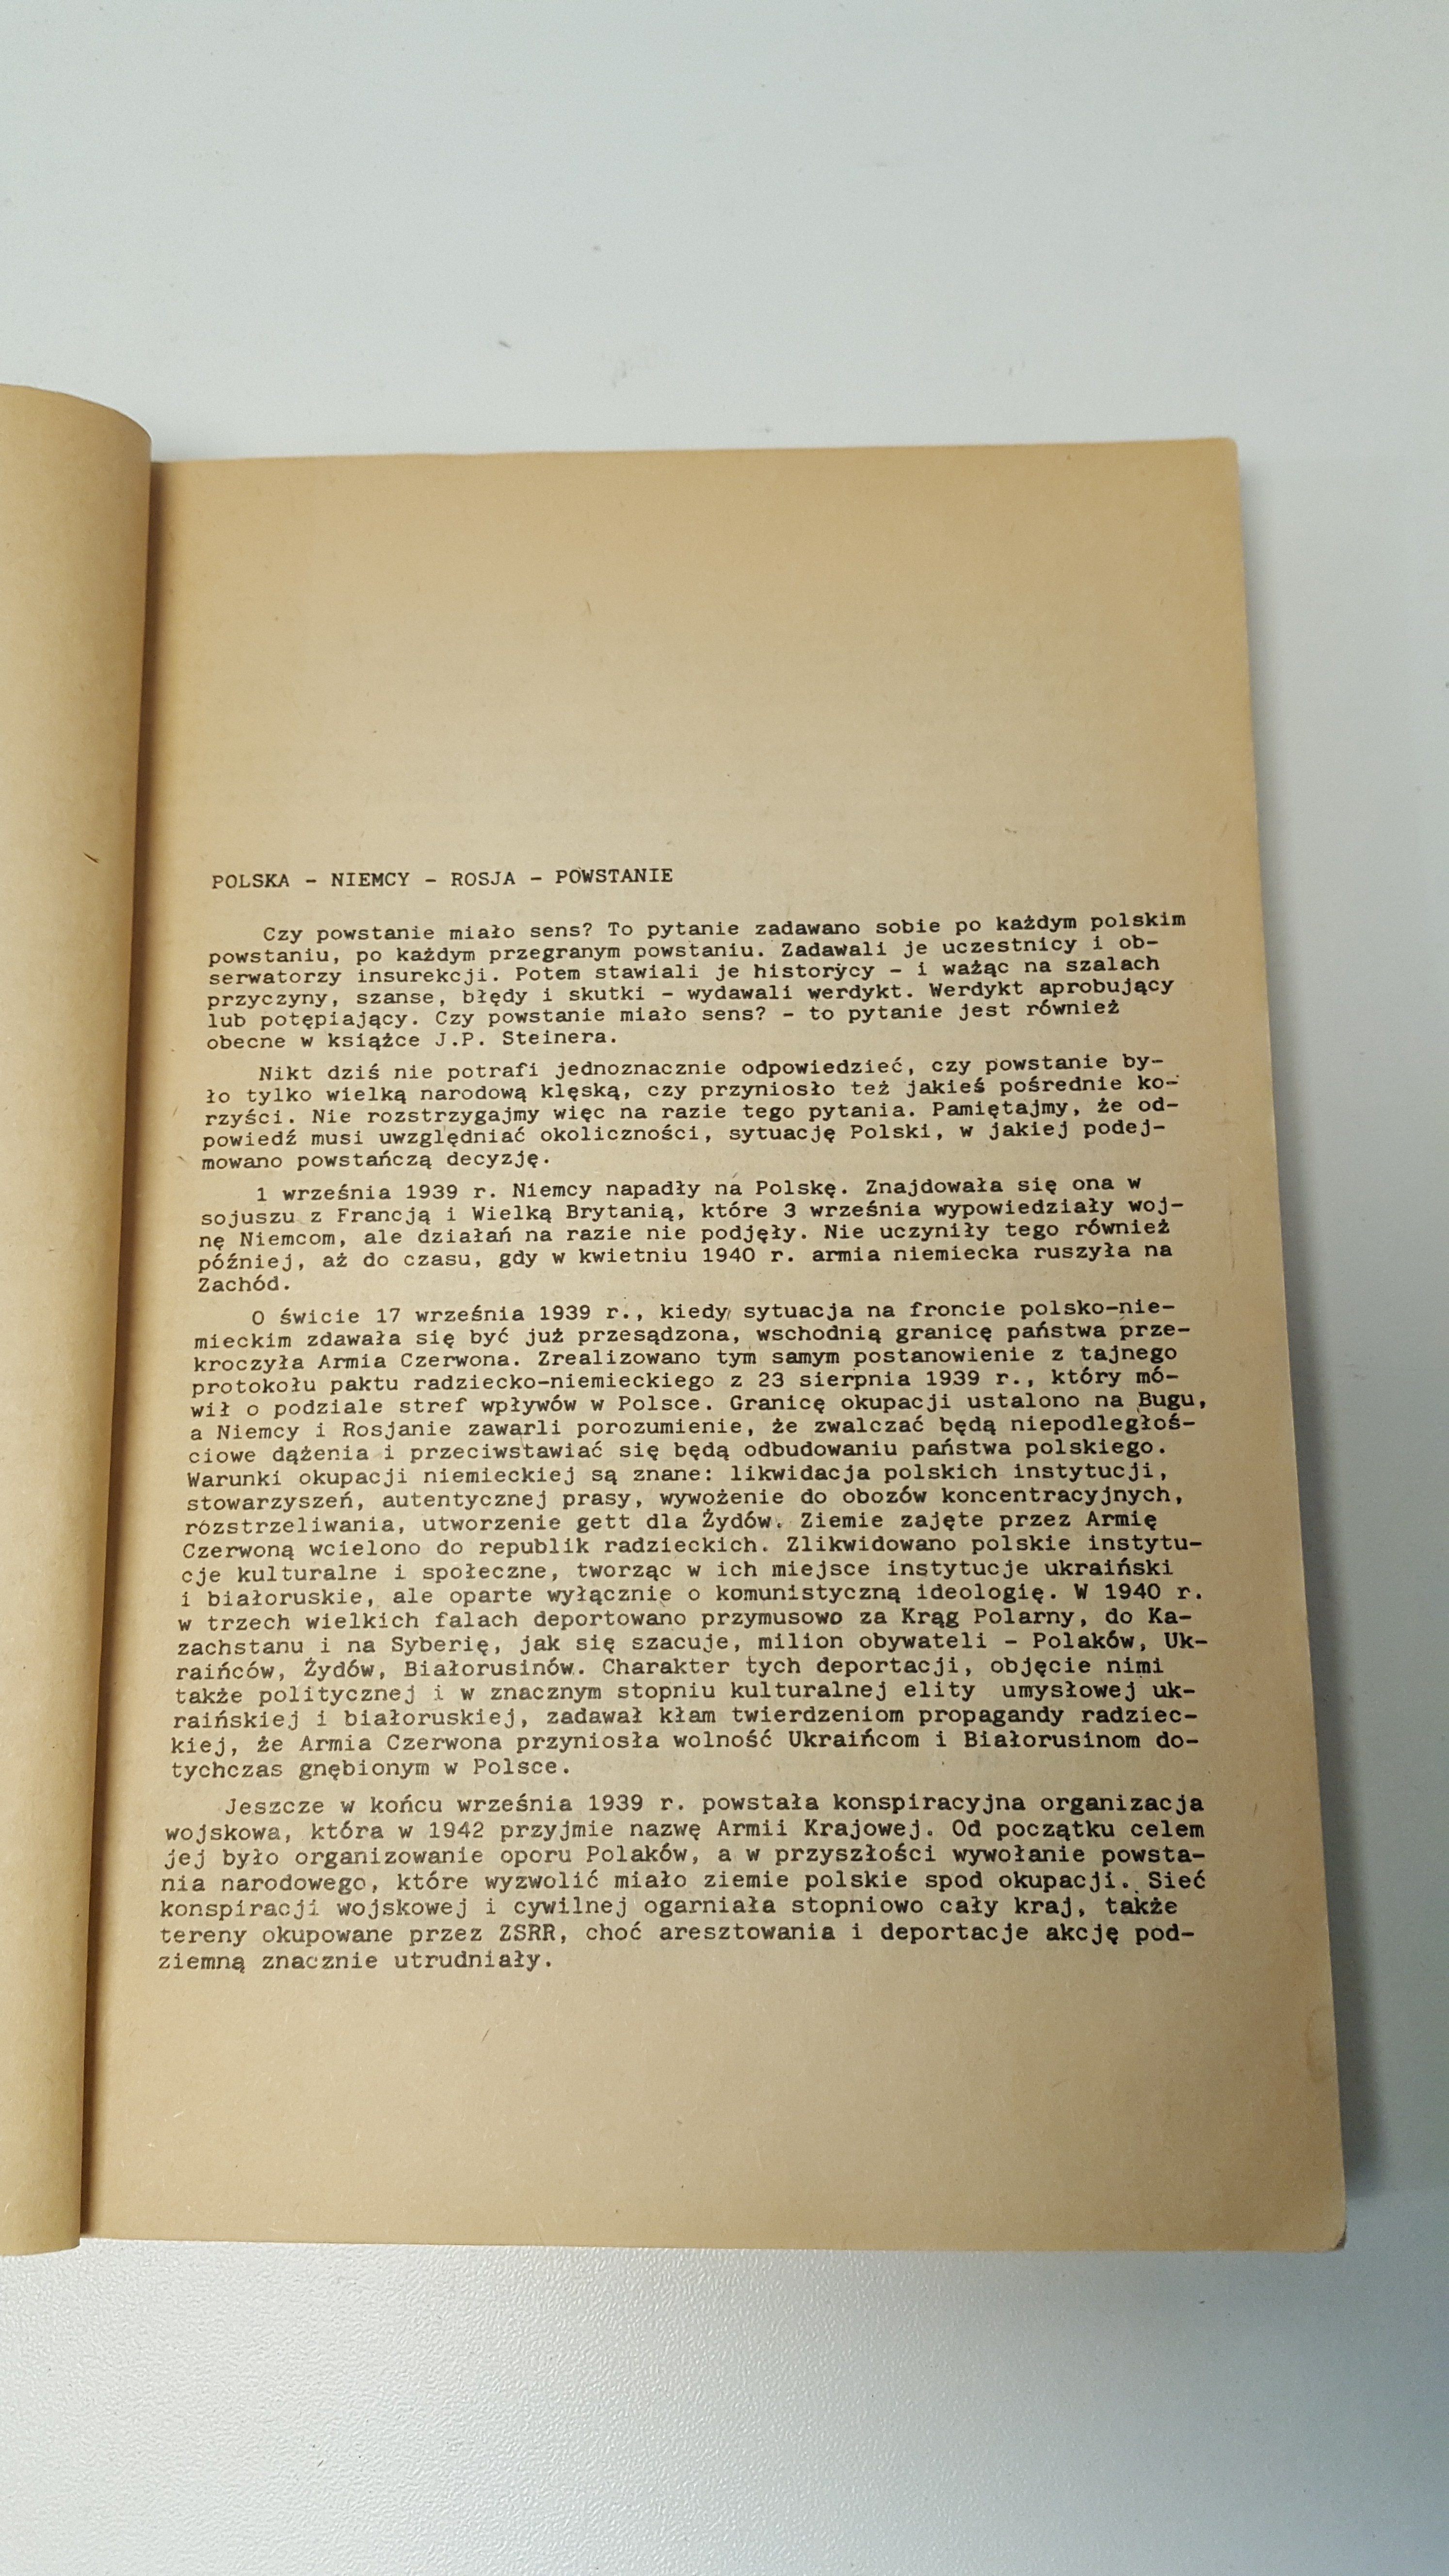 POLSKA - NIEMCY - ROSJA - POWSTANIE
Czy powstanie miało sens? To pytanie zadawano sobie po każdym polskim
powstaniu, po każdym przegranym powstaniu. Zadawali je uczestnicy i ob-
serwatorzy insurekcji. Potem stawiali je historycy - i ważąc na szalach
przyczyny, szanse, błędy i skutki - wydawali werdykt. Werdykt aprobujący
lub potępiający. Czy powstanie miało sens? - to pytanie jest również
obecne w książce J.P. Steinera.
Nikt dziś nie potrafi jednoznacznie odpowiedzieć, czy powstanie by-
ło tylko wielką narodową klęską, czy przyniosło też jakieś pośrednie ko-
rzyści. Nie rozstrzygajmy więc na razie tego pytania. Pamiętajmy, że od-
powiedź musi uwzględniać okoliczności, sytuację Polski, w jakiej podej-
mowano powstańczą decyzję.
1 września 1939 r. Niemcy napadły na Polskę. Znajdowała się ona w
sojuszu z Francją i Wielką Brytanią, które 3 września wypowiedziały woj-
nę Niemcom, ale działań na razie nie podjęły. Nie uczyniły tego również
później, aż do czasu, gdy w kwietniu 1940 r. armia niemiecka ruszyła na
Zachód.
O świcie 17 września 1939 r., kiedy sytuacja na froncie polsko-nie-
mieckim zdawała się być już przesądzona, wschodnią granicę państwa prze-
kroczyła Armia Czerwona. Zrealizowano tym samym postanowienie z tajnego
protokołu paktu radziecko-niemieckiego z 23 sierpnia 1939 r., który mó-
wił o podziale stref wpływów w Polsce. Granicę okupacji ustalono na Bugu,
a Niemcy i Rosjanie zawarli porozumienie, że zwalczać będą niepodległoś-
ciowe dążenia i przeciwstawiać się będą odbudowaniu państwa polskiego.
Warunki okupacji niemieckiej są znane: likwidacja polskich instytucji,
stowarzyszeń, autentycznej prasy, wywożenie do obozów koncentracyjnych,
rozstrzeliwania, utworzenie gett dla Żydów. Ziemie zajęte przez Armię
Czerwoną wcielono do republik radzieckich. Zlikwidowano polskie instytu-
cje kulturalne i społeczne, tworząc w ich miejsce instytucje ukraiński
i białoruskie, ale oparte wyłącznie o komunistyczną ideologię. W 1940 r.
w trzech wielkich falach deportowano przymusowo za Krąg Polarny, do Ka-
zachstanu i na Syberię, jak się szacuje, milion obywateli - Polaków, Uk-
raińców, Żydów, Białorusinów. Charakter tych deportacji, objęcie nimi
także politycznej i w znacznym stopniu kulturalnej elity umysłowej uk-
raińskiej i białoruskiej, zadawał kłam twierdzeniom propagandy radziec-
kiej, że Armia Czerwona przyniosła wolność Ukraińcom i Białorusinom do-
tychczas gnębionym w Polsce.
Jeszcze w końcu września 1939 r. powstała konspiracyjna organizacja
wojskowa, która w 1942 przyjmie nazwę Armii Krajowej. Od początku celem
jej było organizowanie oporu Polaków, a w przyszłości wywołanie powsta-
nia narodowego, które wyzwolić miało ziemie polskie spod okupacji. Sieć
konspiracji wojskowej i cywilnej ogarniała stopniowo cały kraj, także
tereny okupowane przez ZSRR, choć aresztowania i deportacje akcję pod-
ziemną znacznie utrudniały.